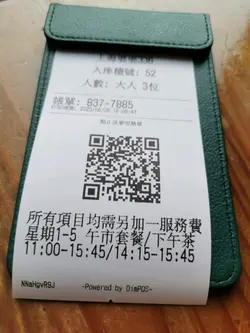 入座檯號: 52
人數: 大人 3位
帳單: 837-7885
所有項目均需另加一服務費
星期1-5 午市套餐/下午茶
11:00-15:45/14:15-15:45
NNaHgvR9J
-Powered by DimPOS-